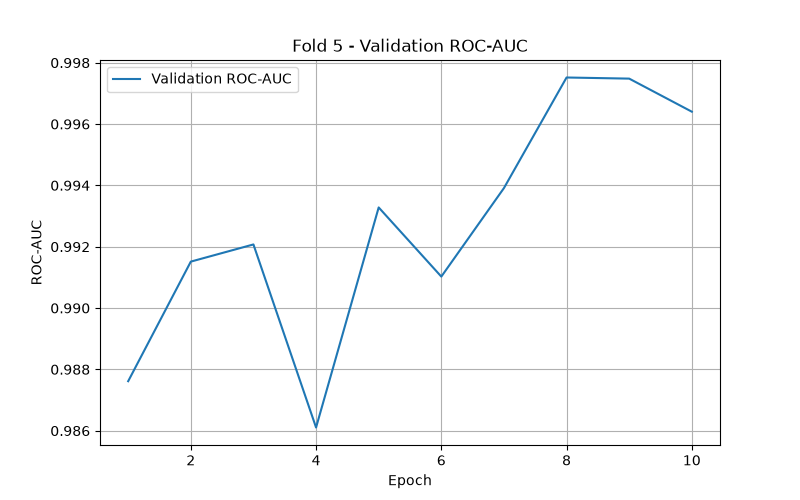 Fold 5 - Validation ROC-AUC
Validation ROC-AUC
0.998
0.996
0.994
0.992
0.990
0.988
0.986
ROC-AUC
2 4 6 8 10
Epoch